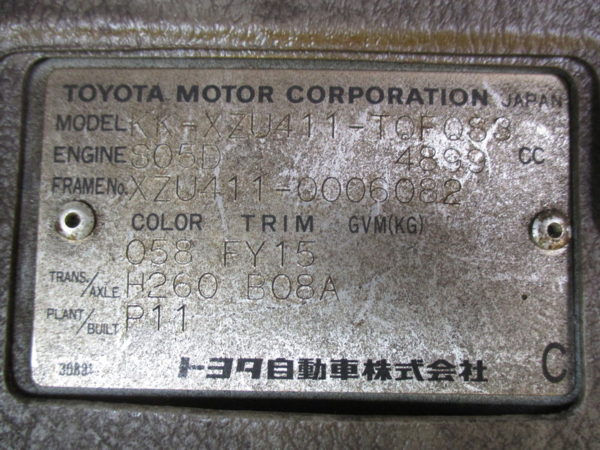 TOYOTA MOTOR CORPORATION JAPAN
MODEL KK-XZU411-TQFQS3
ENGINE S05D 4899 CC
FRAME No. XZU411-0006082
COLOR TRIM GVM(KG)
058 FY15
TRANS/AXLE H260 B08A
PLANT/BUILT P11
トヨタ自動車株式会社 C